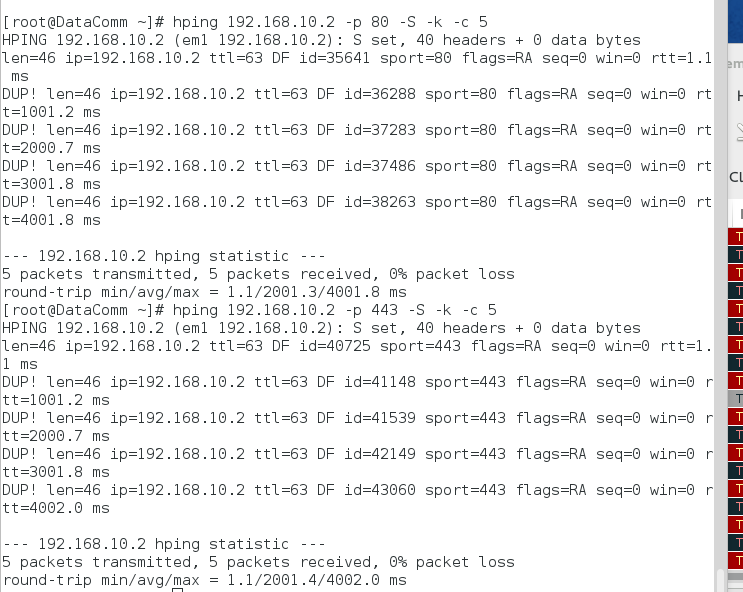 [root@DataComm ~]# hping 192.168.10.2 -p 80 -S -k -c 5
HPING 192.168.10.2 (em1 192.168.10.2): S set, 40 headers + 0 data bytes
len=46 ip=192.168.10.2 ttl=63 DF id=35641 sport=80 flags=RA seq=0 win=0 rtt=1.1
 ms
DUP! len=46 ip=192.168.10.2 ttl=63 DF id=36288 sport=80 flags=RA seq=0 win=0 rt
t=1001.2 ms
DUP! len=46 ip=192.168.10.2 ttl=63 DF id=37283 sport=80 flags=RA seq=0 win=0 rt
t=2000.7 ms
DUP! len=46 ip=192.168.10.2 ttl=63 DF id=37486 sport=80 flags=RA seq=0 win=0 rt
t=3001.8 ms
DUP! len=46 ip=192.168.10.2 ttl=63 DF id=38263 sport=80 flags=RA seq=0 win=0 rt
t=4001.8 ms
--- 192.168.10.2 hping statistic ---
5 packets transmitted, 5 packets received, 0% packet loss
round-trip min/avg/max = 1.1/2001.3/4001.8 ms
[root@DataComm ~]# hping 192.168.10.2 -p 443 -S -k -c 5
HPING 192.168.10.2 (em1 192.168.10.2): S set, 40 headers + 0 data bytes
len=46 ip=192.168.10.2 ttl=63 DF id=40725 sport=443 flags=RA seq=0 win=0 rtt=1.
1 ms
DUP! len=46 ip=192.168.10.2 ttl=63 DF id=41148 sport=443 flags=RA seq=0 win=0 r
tt=1001.2 ms
DUP! len=46 ip=192.168.10.2 ttl=63 DF id=41539 sport=443 flags=RA seq=0 win=0 r
tt=2000.7 ms
DUP! len=46 ip=192.168.10.2 ttl=63 DF id=42149 sport=443 flags=RA seq=0 win=0 r
tt=3001.8 ms
DUP! len=46 ip=192.168.10.2 ttl=63 DF id=43060 sport=443 flags=RA seq=0 win=0 r
tt=4002.0 ms
--- 192.168.10.2 hping statistic ---
5 packets transmitted, 5 packets received, 0% packet loss
round-trip min/avg/max = 1.1/2001.4/4002.0 ms